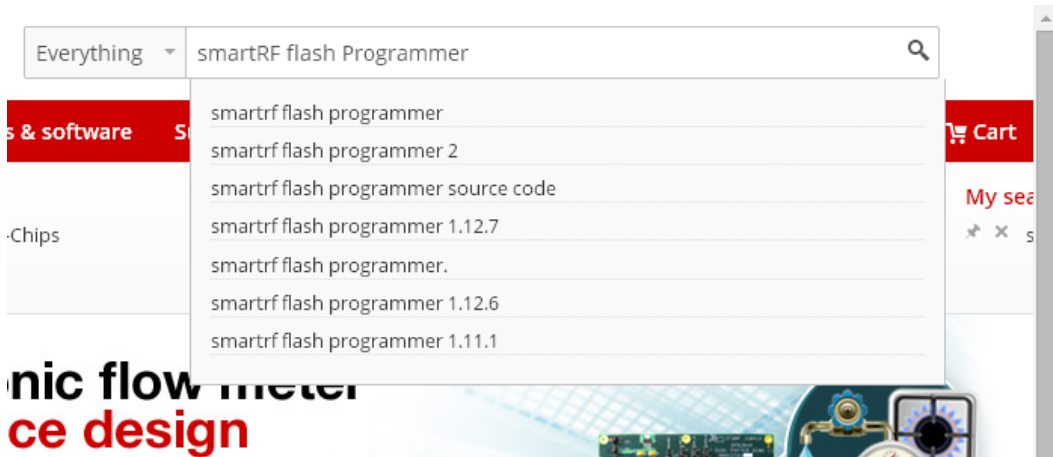 Everything smartRF flash Programmer
smartrf flash programmer
s & software Cart
smartrf flash programmer 2
smartrf flash programmer source code
My sea
smartrf flash programmer 1.12.7
-Chips
smartrf flash programmer.
smartrf flash programmer 1.12.6
smartrf flash programmer 1.11.1
nic flow meter
ce design